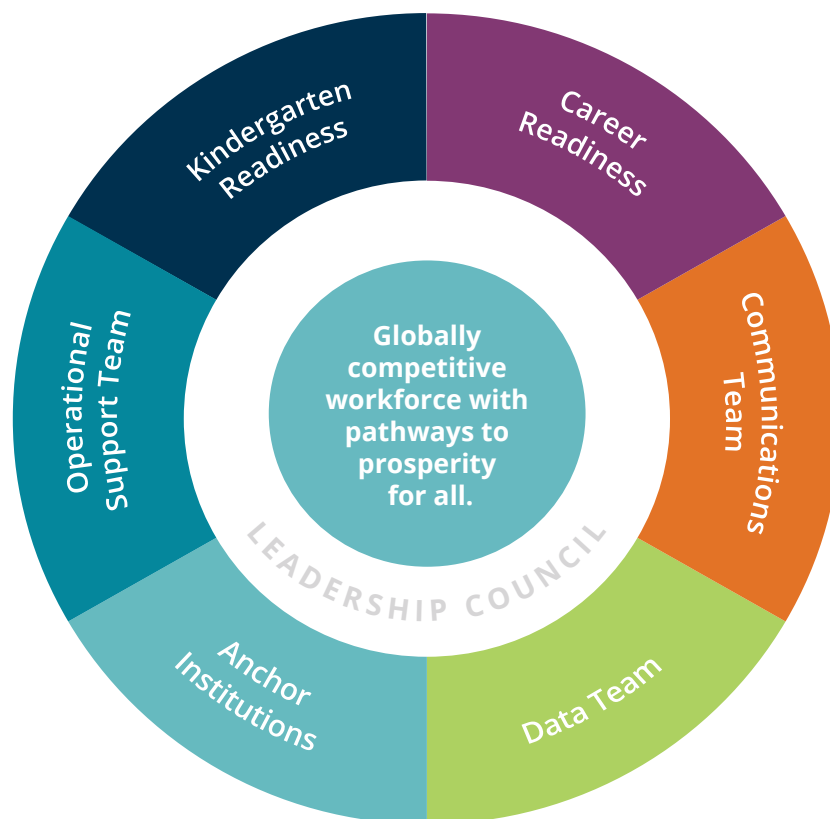 Kindergarten
Readiness
Career
Readiness
Communications
Team
Data Team
Anchor
Institutions
Operational
Support Team
Globally
competitive
workforce with
pathways to
prosperity
for all.
LEADERSHIP COUNCIL